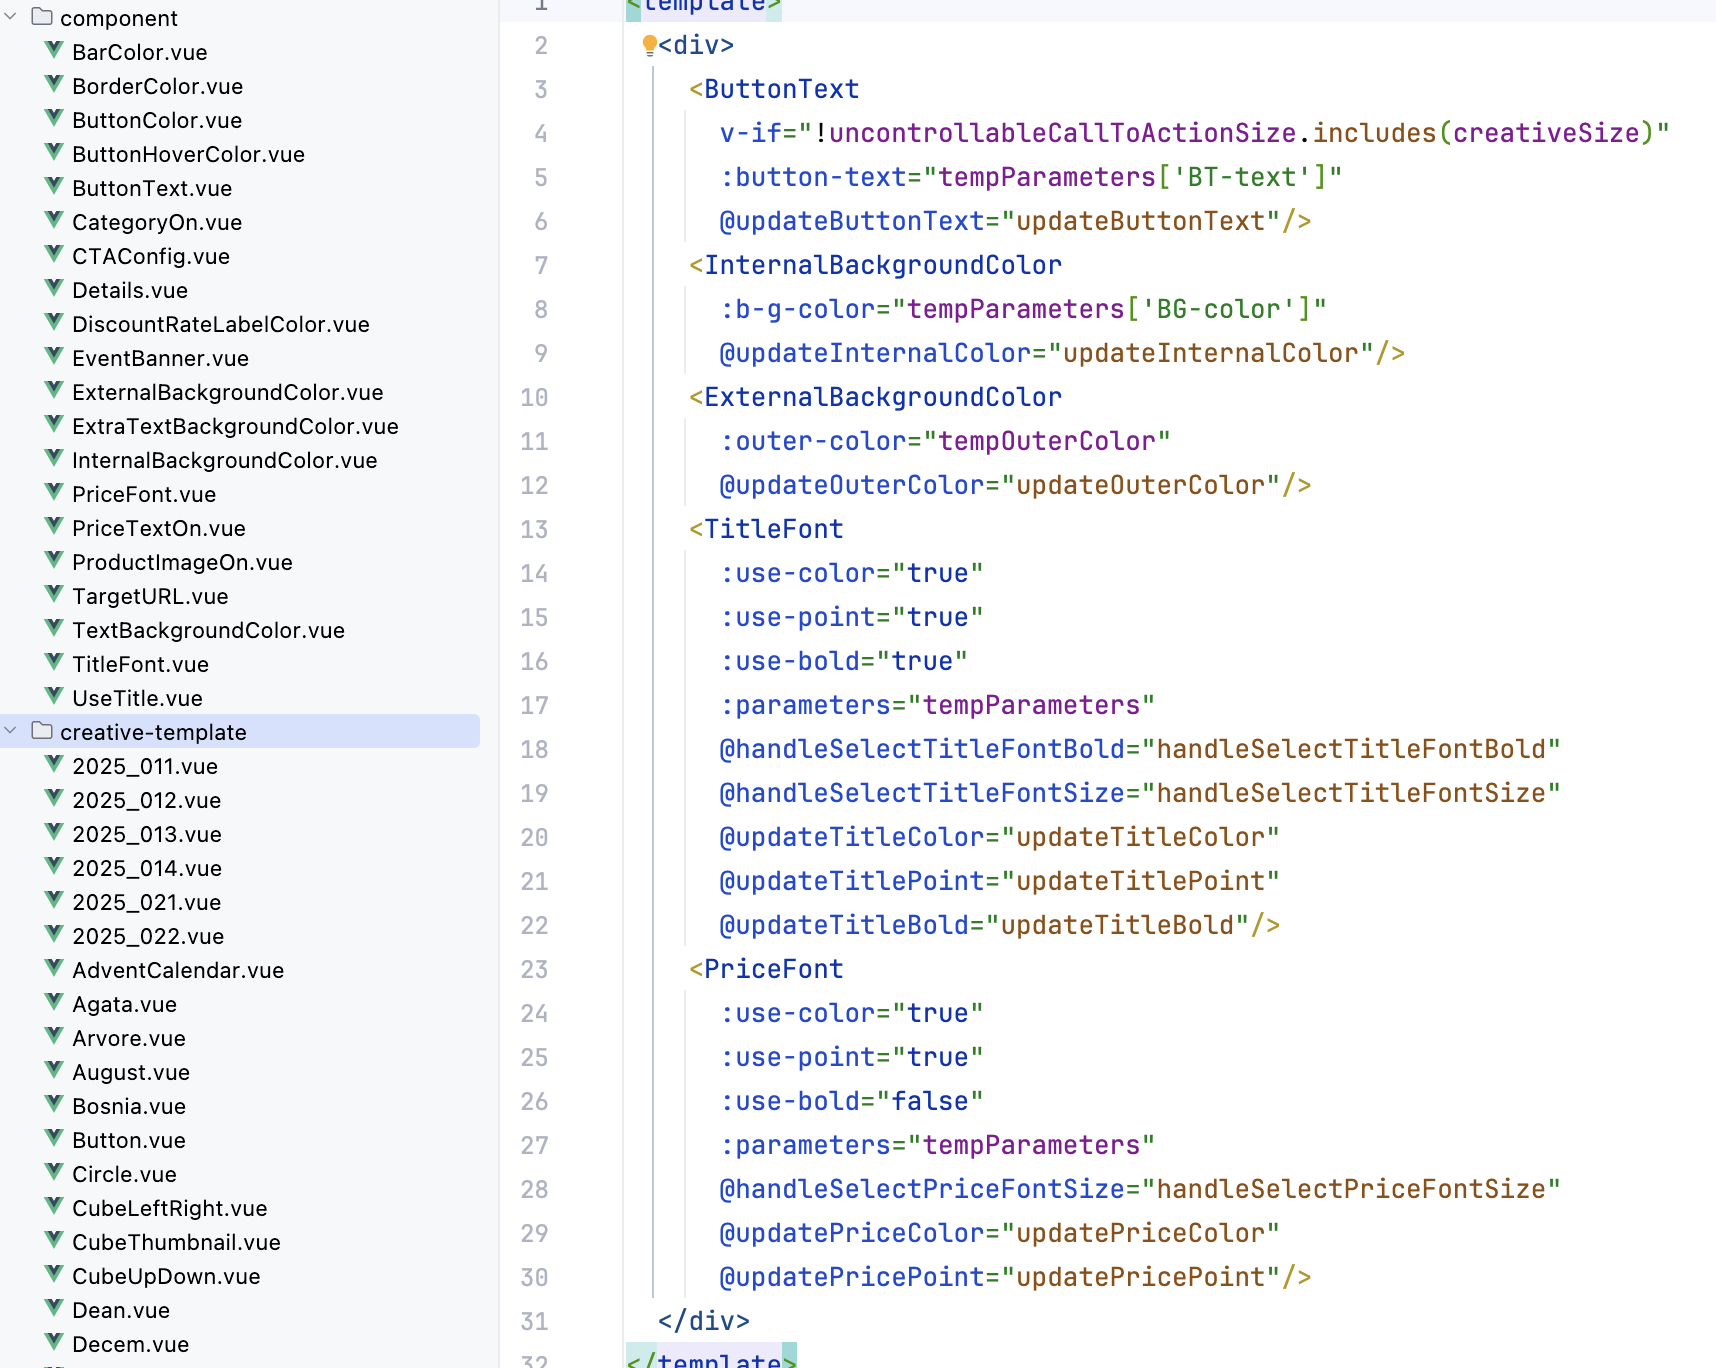 component
BarColor.vue
BorderColor.vue
ButtonColor.vue
ButtonHoverColor.vue
ButtonText.vue
CategoryOn.vue
CTAConfig.vue
Details.vue
DiscountRateLabelColor.vue
EventBanner.vue
ExternalBackgroundColor.vue
ExtraTextBackgroundColor.vue
InternalBackgroundColor.vue
PriceFont.vue
PriceTextOn.vue
ProductImageOn.vue
TargetURL.vue
TextBackgroundColor.vue
TitleFont.vue
UseTitle.vue
creative-template
2025_011.vue
2025_012.vue
2025_013.vue
2025_014.vue
2025_021.vue
2025_022.vue
AdventCalendar.vue
Agata.vue
Arvore.vue
August.vue
Bosnia.vue
Button.vue
Circle.vue
CubeLeftRight.vue
CubeThumbnail.vue
CubeUpDown.vue
Dean.vue
Decem.vue
1 <template>
2 <div>
3 <ButtonText
4 v-if="!uncontrollableCallToActionSize.includes(creativeSize)"
5 :button-text="tempParameters['BT-text']"
6 @updateButtonText="updateButtonText"/>
7 <InternalBackgroundColor
8 :b-g-color="tempParameters['BG-color']"
9 @updateInternalColor="updateInternalColor"/>
10 <ExternalBackgroundColor
11 :outer-color="tempOuterColor"
12 @updateOuterColor="updateOuterColor"/>
13 <TitleFont
14 :use-color="true"
15 :use-point="true"
16 :use-bold="true"
17 :parameters="tempParameters"
18 @handleSelectTitleFontBold="handleSelectTitleFontBold"
19 @handleSelectTitleFontSize="handleSelectTitleFontSize"
20 @updateTitleColor="updateTitleColor"
21 @updateTitlePoint="updateTitlePoint"
22 @updateTitleBold="updateTitleBold"/>
23 <PriceFont
24 :use-color="true"
25 :use-point="true"
26 :use-bold="false"
27 :parameters="tempParameters"
28 @handleSelectPriceFontSize="handleSelectPriceFontSize"
29 @updatePriceColor="updatePriceColor"
30 @updatePricePoint="updatePricePoint"/>
31 </div>
32 </template>